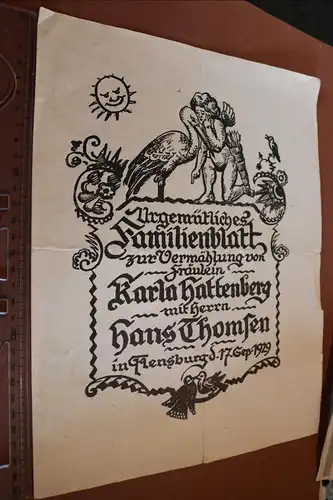 Urgemütliches
Familienblatt
zur Vermählung von
Fräulein
Karla Hattenberg
mit Herrn
Hans Thomsen
in Flensburg d. 17. Sep. 1929